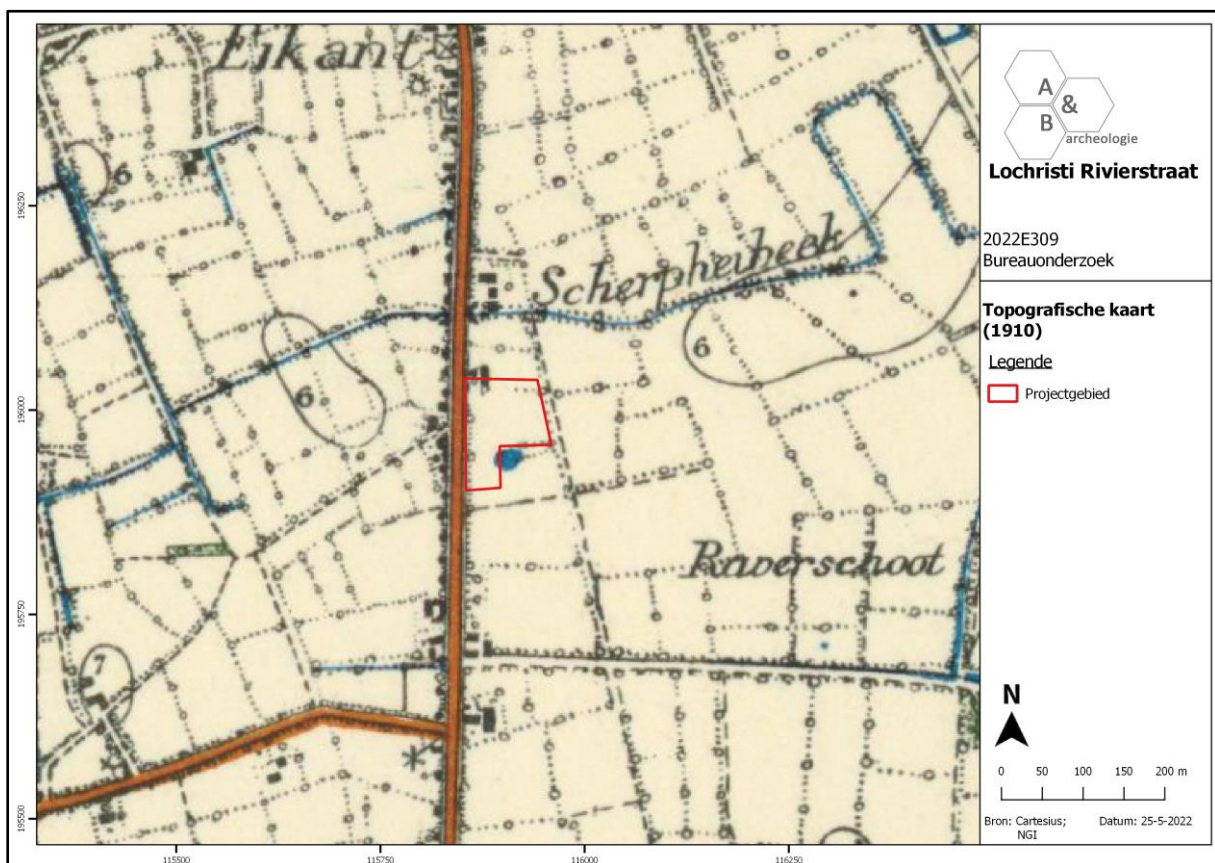 Eikant
6
Scherpheibeek
6
6
196250
196000
195750
195500
7
115500
115750
116000
116250
A
&
B
archeologie
Lochristi Rivierstraat
2022E309
Bureauonderzoek
Topografische kaart
(1910)
Legende
Projectgebied
N
0 50 100 150 200 m
Bron: Cartesius;
NGI
Datum: 25-5-2022